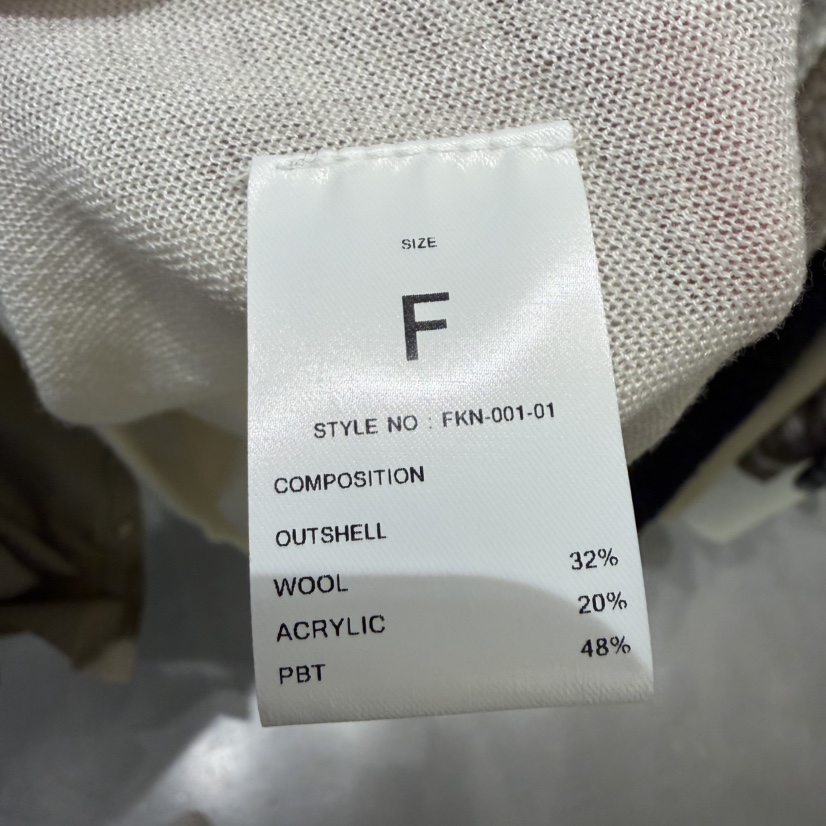 SIZE
F
STYLE NO : FKN-001-01
COMPOSITION
OUTSHELL
WOOL 32%
ACRYLIC 20%
PBT 48%